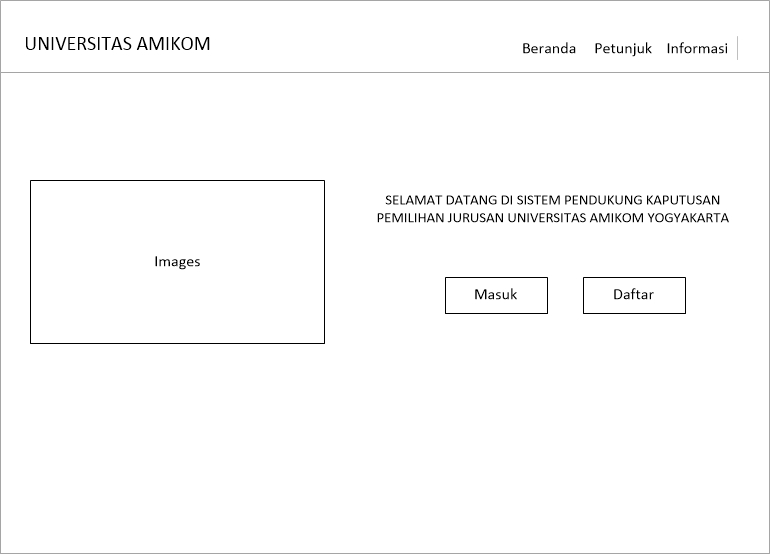 UNIVERSITAS AMIKOM
Beranda Petunjuk Informasi
SELAMAT DATANG DI SISTEM PENDUKUNG KAPUTUSAN
PEMILIHAN JURUSAN UNIVERSITAS AMIKOM YOGYAKARTA
Images
Masuk Daftar